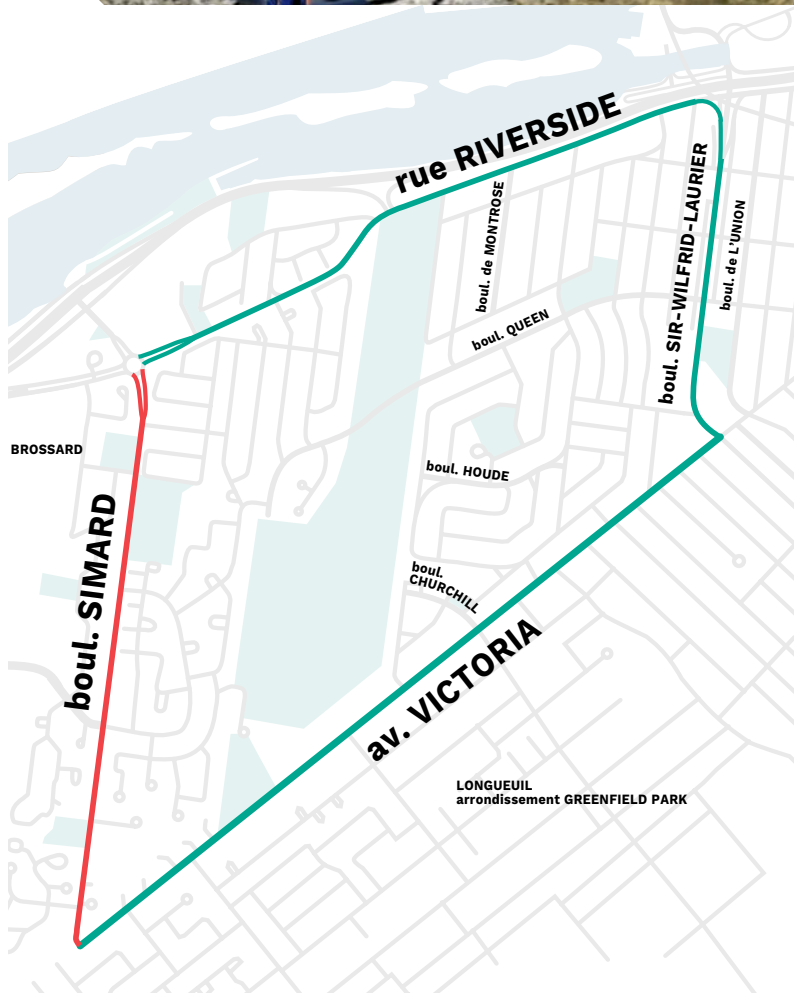 rue RIVERSIDE
boul. de MONTROSE
boul. SIR-WILFRID-LAURIER
boul. de L'UNION
boul. QUEEN
BROSSARD
boul. HOUDE
boul. SIMARD
boul.
CHURCHILL
av. VICTORIA
LONGUEUIL
arrondissement GREENFIELD PARK